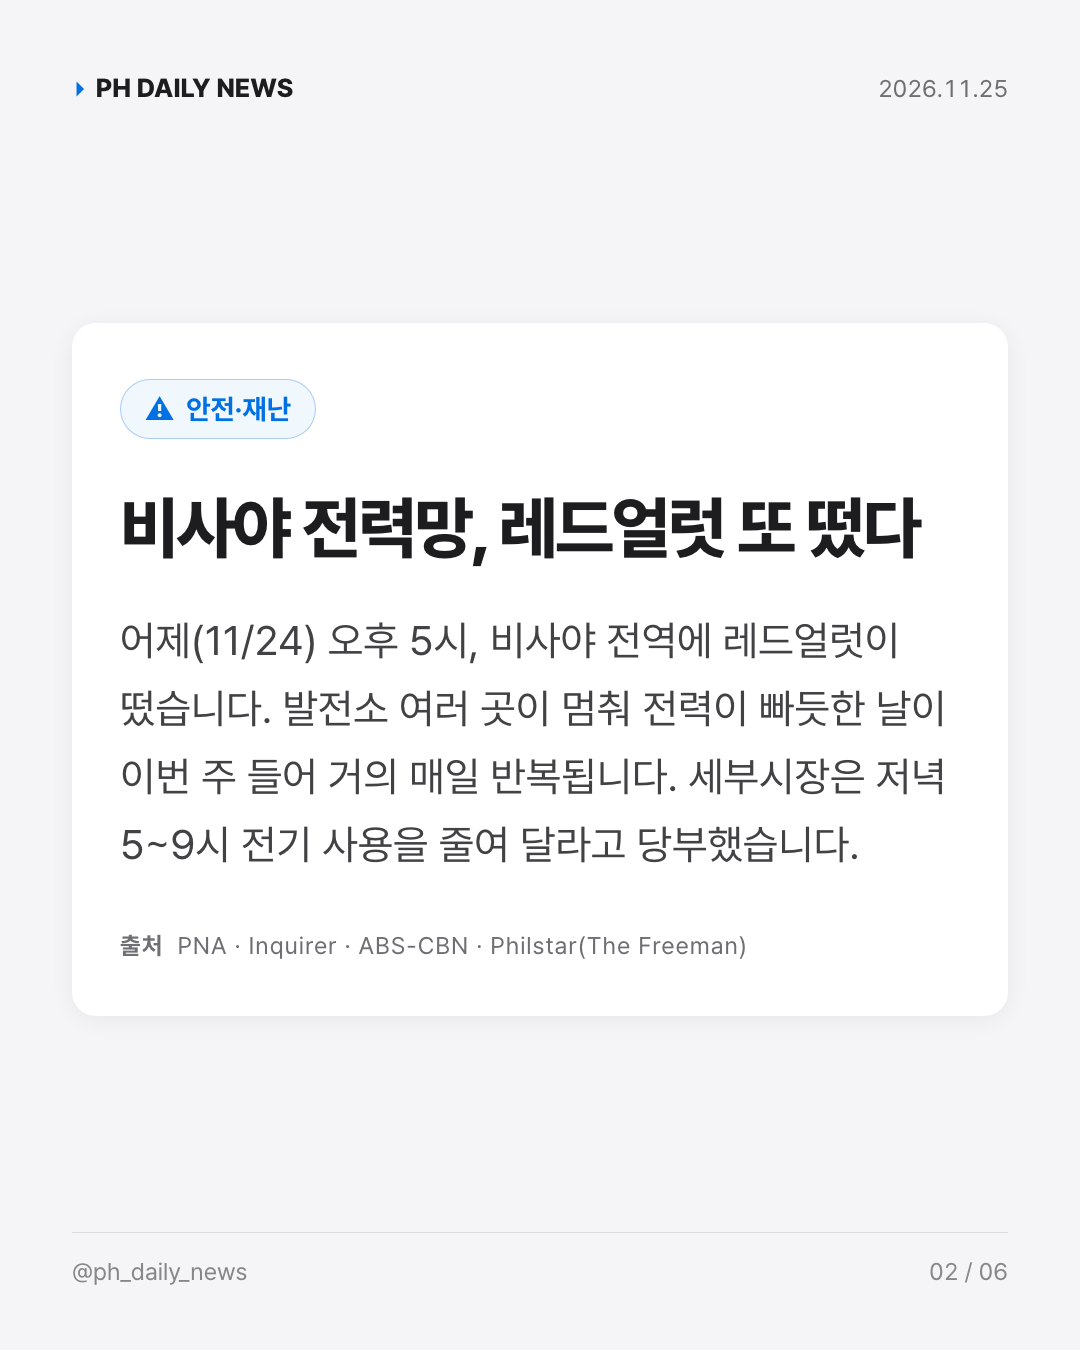 PH DAILY NEWS
2026.11.25
안전·재난
비사야 전력망, 레드얼럿 또 떴다
어제(11/24) 오후 5시, 비사야 전역에 레드얼럿이
떴습니다. 발전소 여러 곳이 멈춰 전력이 빠듯한 날이
이번 주 들어 거의 매일 반복됩니다. 세부시장은 저녁
5~9시 전기 사용을 줄여 달라고 당부했습니다.
출처 PNA · Inquirer · ABS-CBN · Philstar(The Freeman)
@ph_daily_news
02 / 06